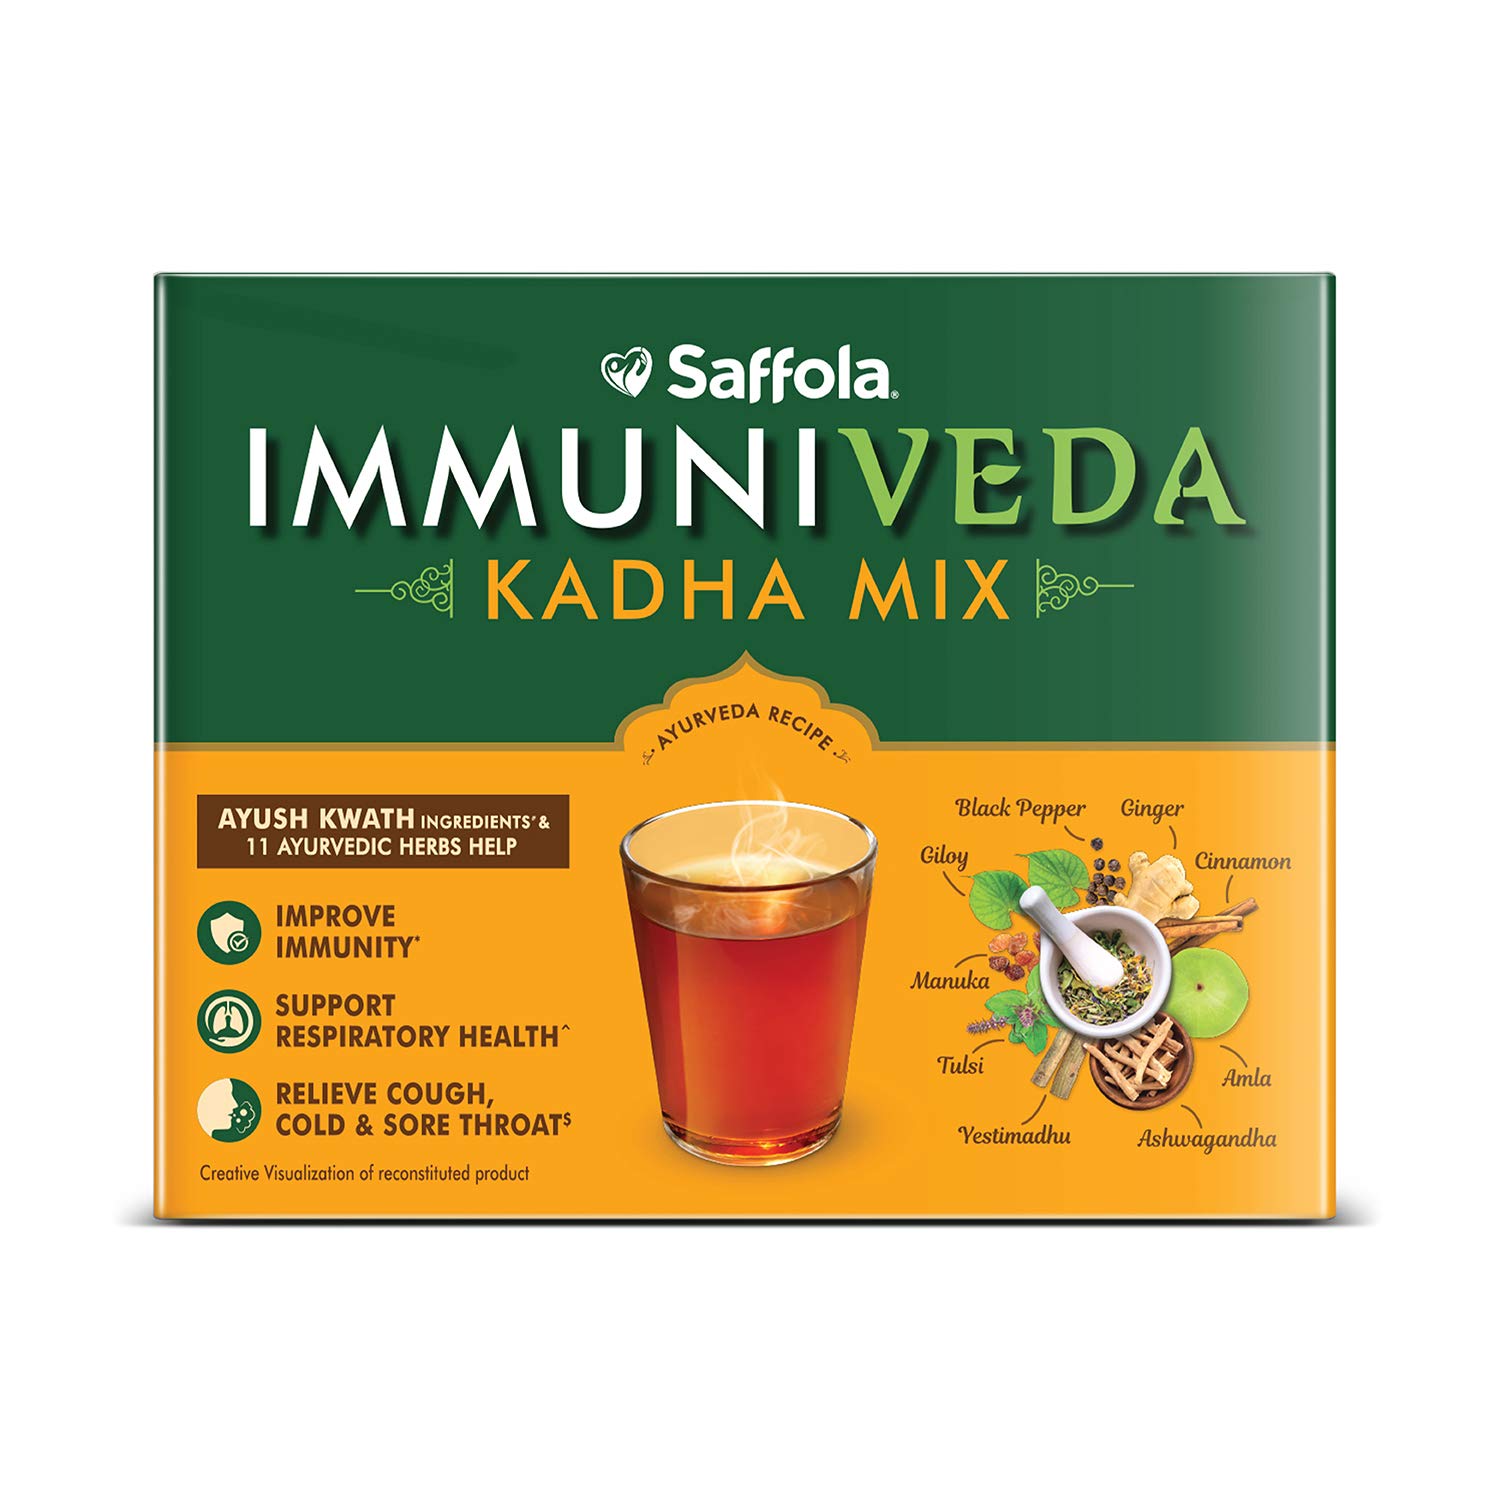 Saffola®
IMMUNIVEDA
KADHA MIX
AYURVEDA RECIPE
AYUSH KWATH INGREDIENTS# &
11 AYURVEDIC HERBS HELP
IMPROVE
IMMUNITY*
SUPPORT
RESPIRATORY HEALTH^
RELIEVE COUGH,
COLD & SORE THROAT$
Creative Visualization of reconstituted product
Black Pepper
Ginger
Giloy
Cinnamon
Manuka
Tulsi
Amla
Yestimadhu
Ashwagandha